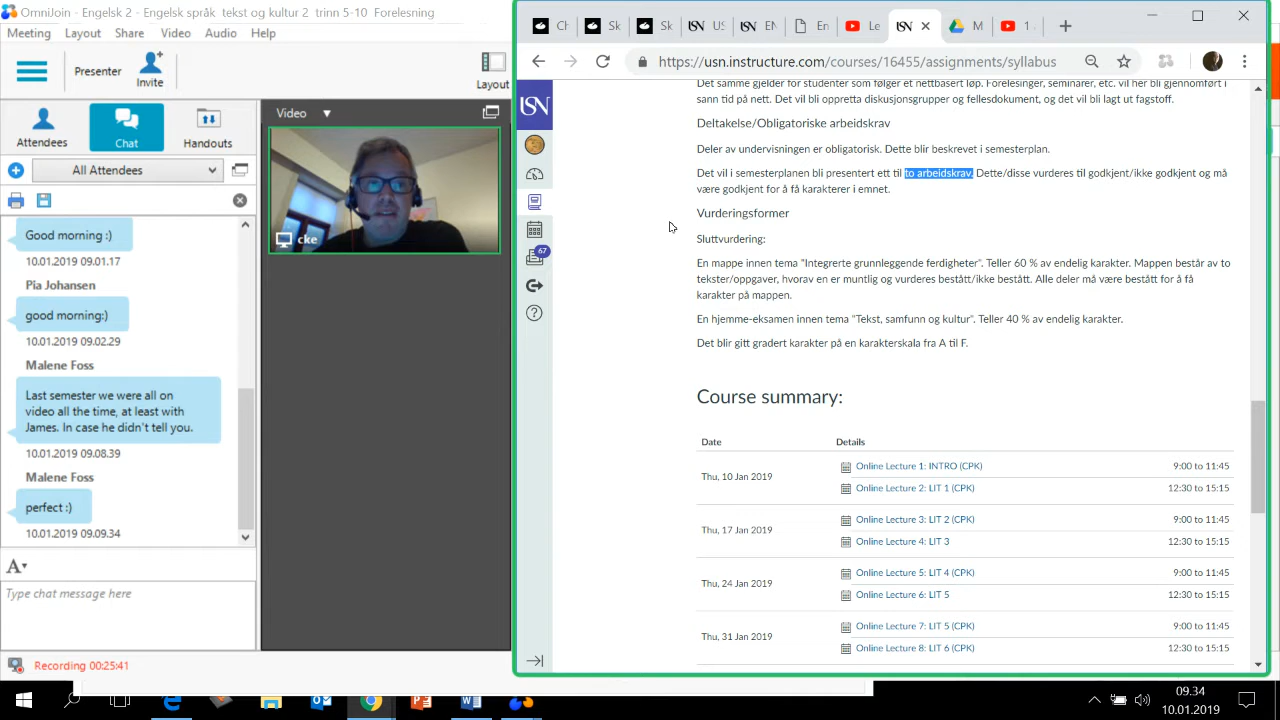 OmniJoin - Engelsk 2 - Engelsk språk tekst og kultur 2 trinn 5-10 Forelesning
Meeting Layout Share Video Audio Help
Presenter
Invite
Layout
Attendees
Chat
Handouts
All Attendees
Good morning :)
10.01.2019 09.01.17
Pia Johansen
good morning:)
10.01.2019 09.02.29
Malene Foss
Last semester we were all on
video all the time, at least with
James. In case he didn't tell you.
10.01.2019 09.08.39
Malene Foss
perfect :)
10.01.2019 09.09.34
A
Type chat message here
Recording 00:25:41
Video
cke
Sk
Sk
EN
En
Le
M
https://usn.instructure.com/courses/16455/assignments/syllabus
USN
67
Det samme gjelder for studenter som følger et nettbasert løp. Forelesinger, seminarer, etc. vil her bli gjennomført i
sann tid på nett. Det vil bli oppretta diskusjonsgrupper og fellesdokument, og det vil bli lagt ut fagstoff.
Deltakelse/Obligatoriske arbeidskrav
Deler av undervisningen er obligatorisk. Dette blir beskrevet i semesterplan.
Det vil i semesterplanen bli presentert ett til to arbeidskrav. Dette/disse vurderes til godkjent/ikke godkjent og må
være godkjent for å få karakterer i emnet.
Vurderingsformer
Sluttvurdering:
En mappe innen tema "Integrerte grunnleggende ferdigheter". Teller 60 % av endelig karakter. Mappen består av to
tekster/oppgaver, hvorav en er muntlig og vurderes bestått/ikke bestått. Alle deler må være bestått for å få
karakter på mappen.
En hjemme-eksamen innen tema "Tekst, samfunn og kultur". Teller 40 % av endelig karakter.
Det blir gitt gradert karakter på en karakterskala fra A til F.
Course summary:
Date Details
Thu, 10 Jan 2019
Online Lecture 1: INTRO (CPK) 9:00 to 11:45
Online Lecture 2: LIT 1 (CPK) 12:30 to 15:15
Thu, 17 Jan 2019
Online Lecture 3: LIT 2 (CPK) 9:00 to 11:45
Online Lecture 4: LIT 3 12:30 to 15:15
Thu, 24 Jan 2019
Online Lecture 5: LIT 4 (CPK) 9:00 to 11:45
Online Lecture 6: LIT 5 12:30 to 15:15
Thu, 31 Jan 2019
Online Lecture 7: LIT 5 (CPK) 9:00 to 11:45
Online Lecture 8: LIT 6 (CPK) 12:30 to 15:15
09.34
10.01.2019